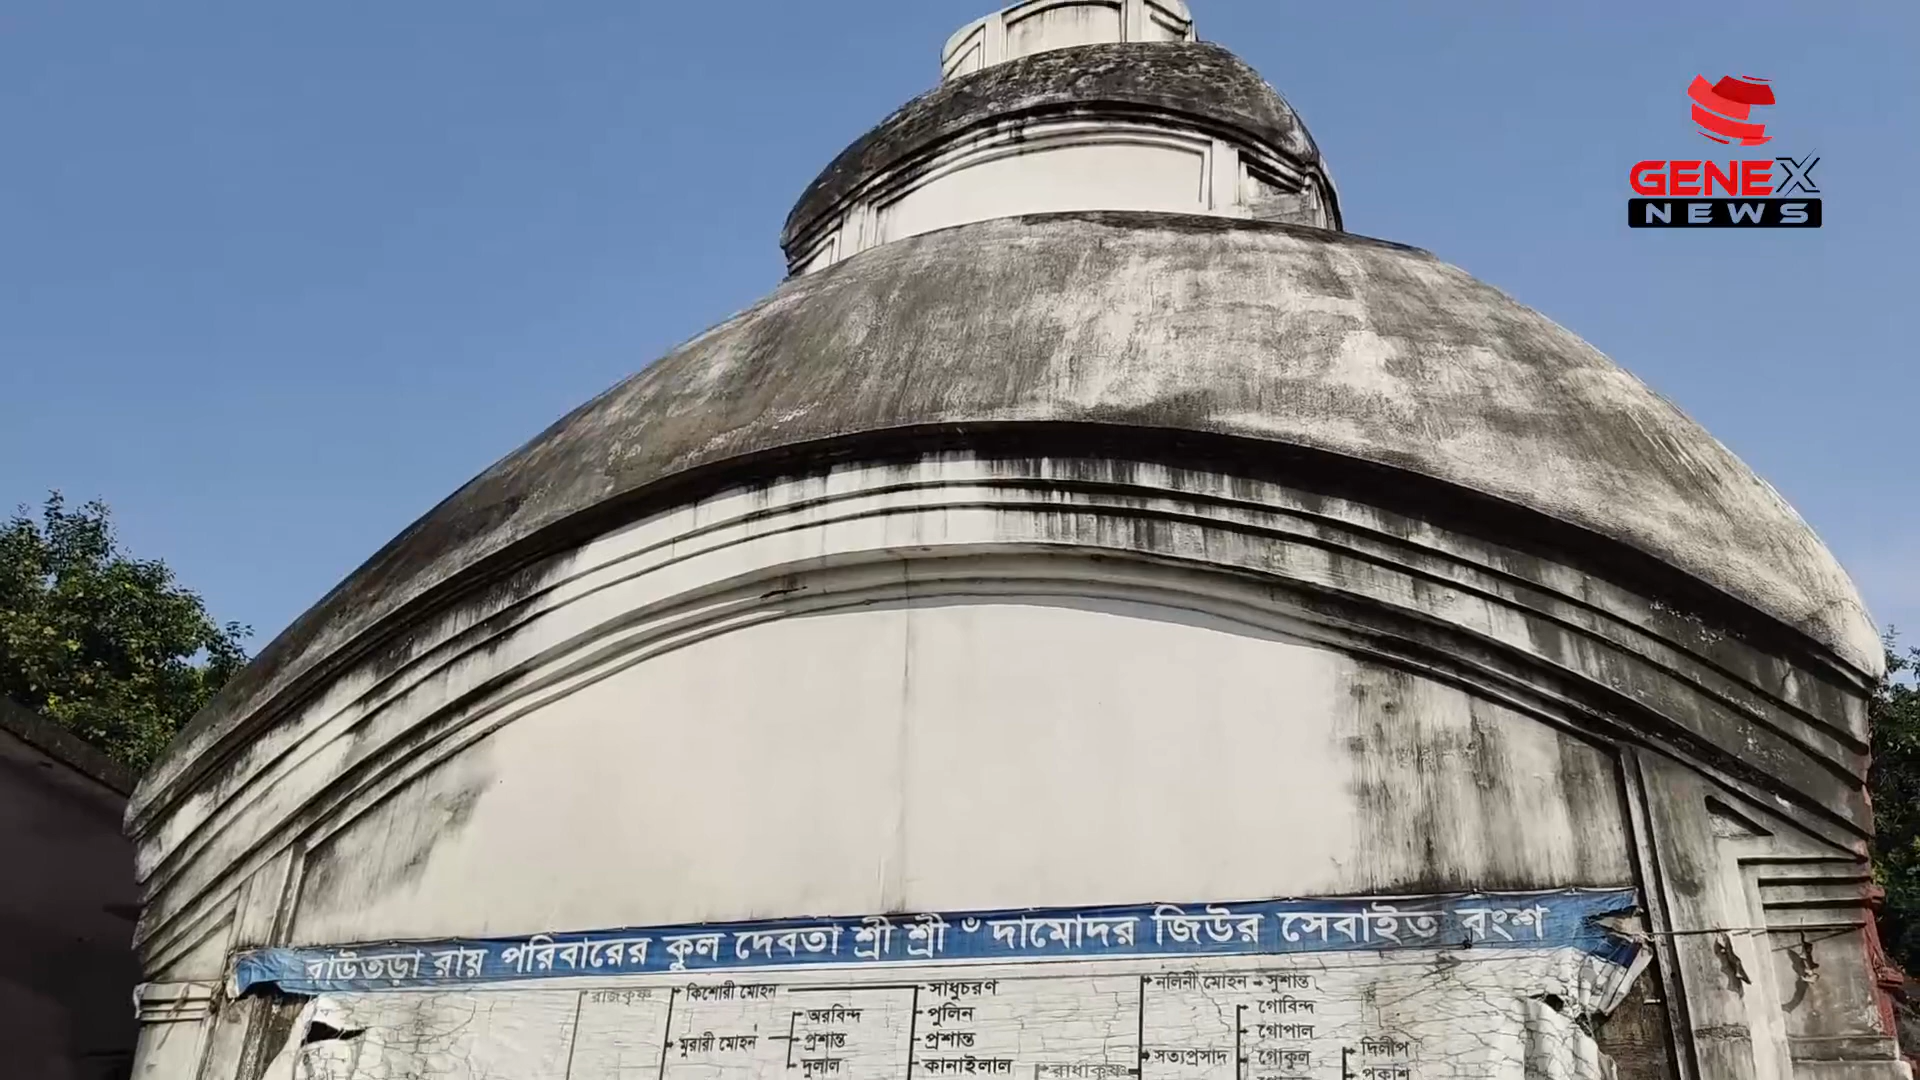 GENEX
NEWS
রাউতড়া রায় পরিবারের কুল দেবতা শ্রী শ্রী ঁ দামোদর জিউর সেবাইত বংশ
রাজকৃষ্ণ কিশোরী মোহন সাধুচরণ নলিনী মোহন সুশান্ত
অরবিন্দ পুলিন গোবিন্দ
মুরারী মোহন প্রশান্ত প্রশান্ত গোপাল
দুলাল কানাইলাল রাধাকৃষ্ণ সত্যপ্রসাদ গোকুল দিলীপ
প্রকাশ